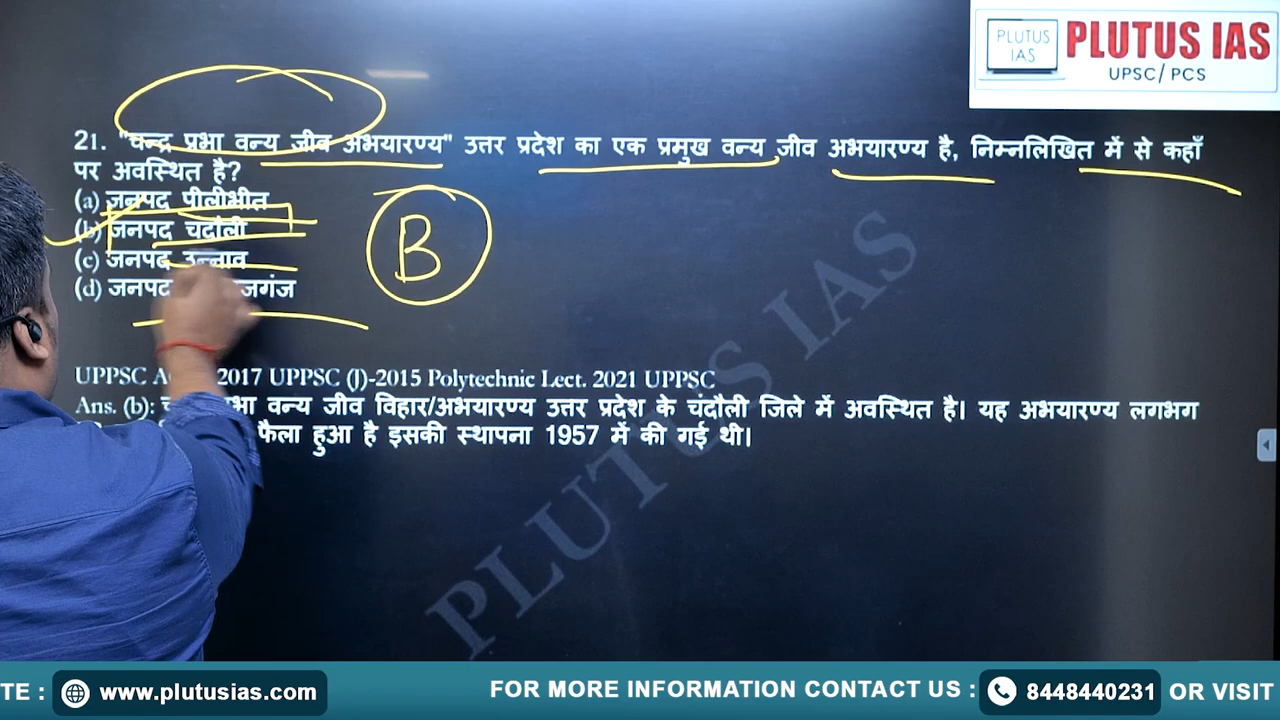 PLUTUS IAS
PLUTUS IAS
UPSC/ PCS
21. "चन्द्र प्रभा वन्य जीव अभयारण्य" उत्तर प्रदेश का एक प्रमुख वन्य जीव अभयारण्य है, निम्नलिखित में से कहाँ
पर अवस्थित है?
(a) जनपद पीलीभीत
(b) जनपद चंदौली
B
(c) जनपद उन्नाव
(d) जनपद
UPPSC 2017 UPPSC (J)-2015 Polytechnic Lect. 2021 UPPSC
Ans. (b): वन्य जीव विहार/अभयारण्य उत्तर प्रदेश के चंदौली जिले में अवस्थित है। यह अभयारण्य लगभग
फैला हुआ है इसकी स्थापना 1957 में की गई थी।
PLUTUS IAS
TE : www.plutusias.com FOR MORE INFORMATION CONTACT US : 8448440231 OR VISIT